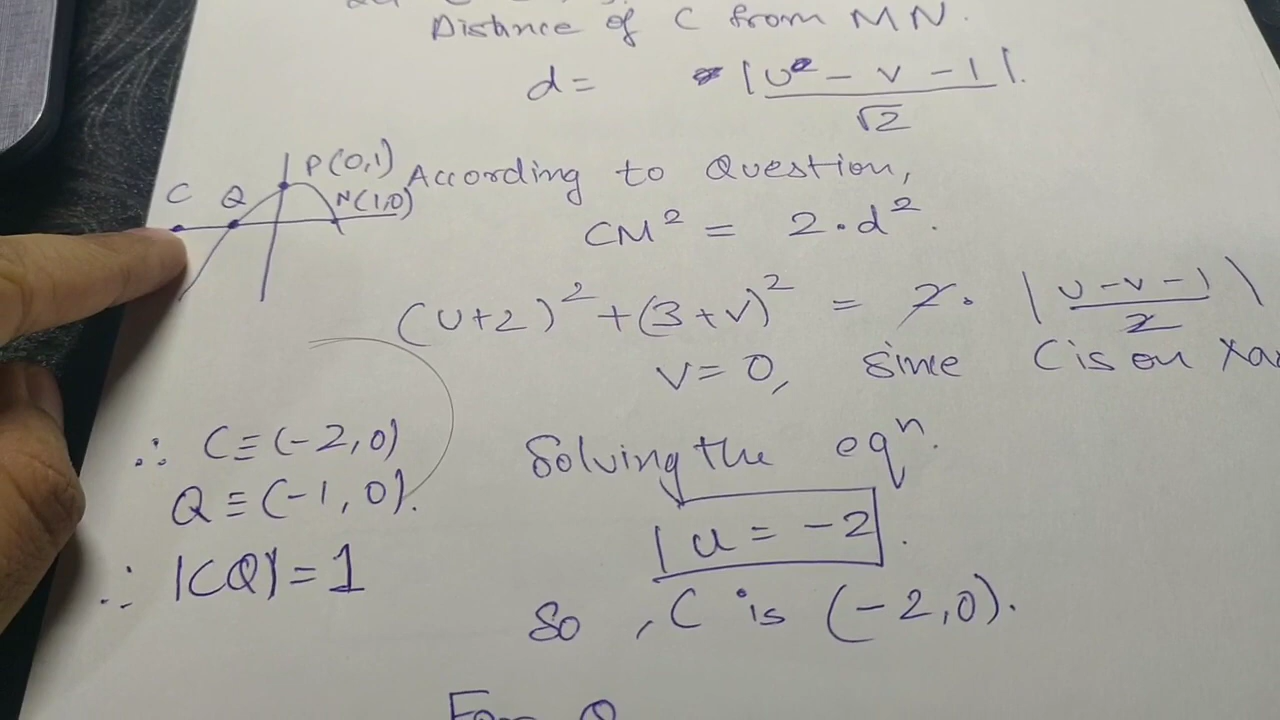 Distance of C from MN.
d = |u - v - 1|
√2
P(0,1)
C Q N(1,0)
According to Question,
CM² = 2·d².
(u+2)² + (3+v)² = 2· |u-v-1|
2
v = 0, since C is on
∴ C ≡ (-2,0)
Q ≡ (-1,0).
∴ |CQ| = 1
Solving the eqⁿ.
u = -2.
So, C is (-2,0).